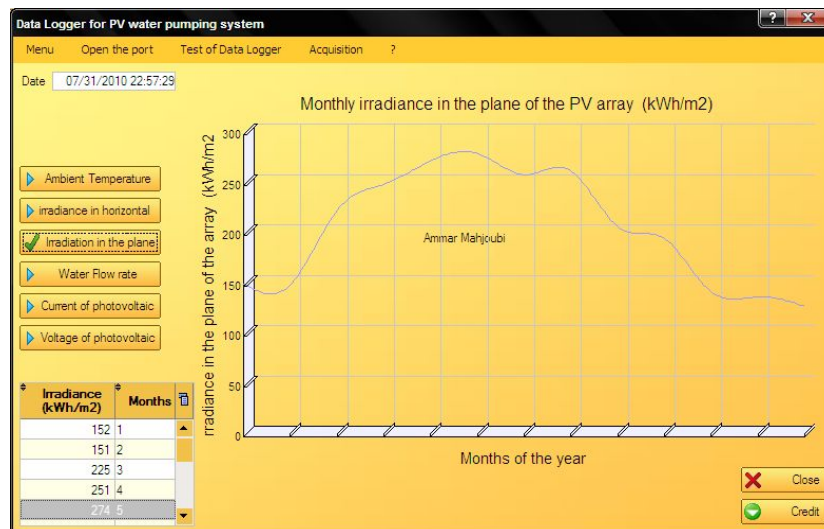 Data Logger for PV water pumping system
Menu Open the port Test of Data Logger Acquisition ?
Date 07/31/2010 22:57:29
Monthly irradiance in the plane of the PV array (kWh/m2)
Ambient Temperature
irradiance in horizontal
Irradiation in the plane
Water Flow rate
Current of photovoltaic
Voltage of photovoltaic
rradiance in the plane of the array (kWh/m2
300
250
200
150
100
50
0
Ammar Mahjoubi
Months of the year
Irradiance (kWh/m2) Months
152 1
151 2
225 3
251 4
274 5
Close
Credit